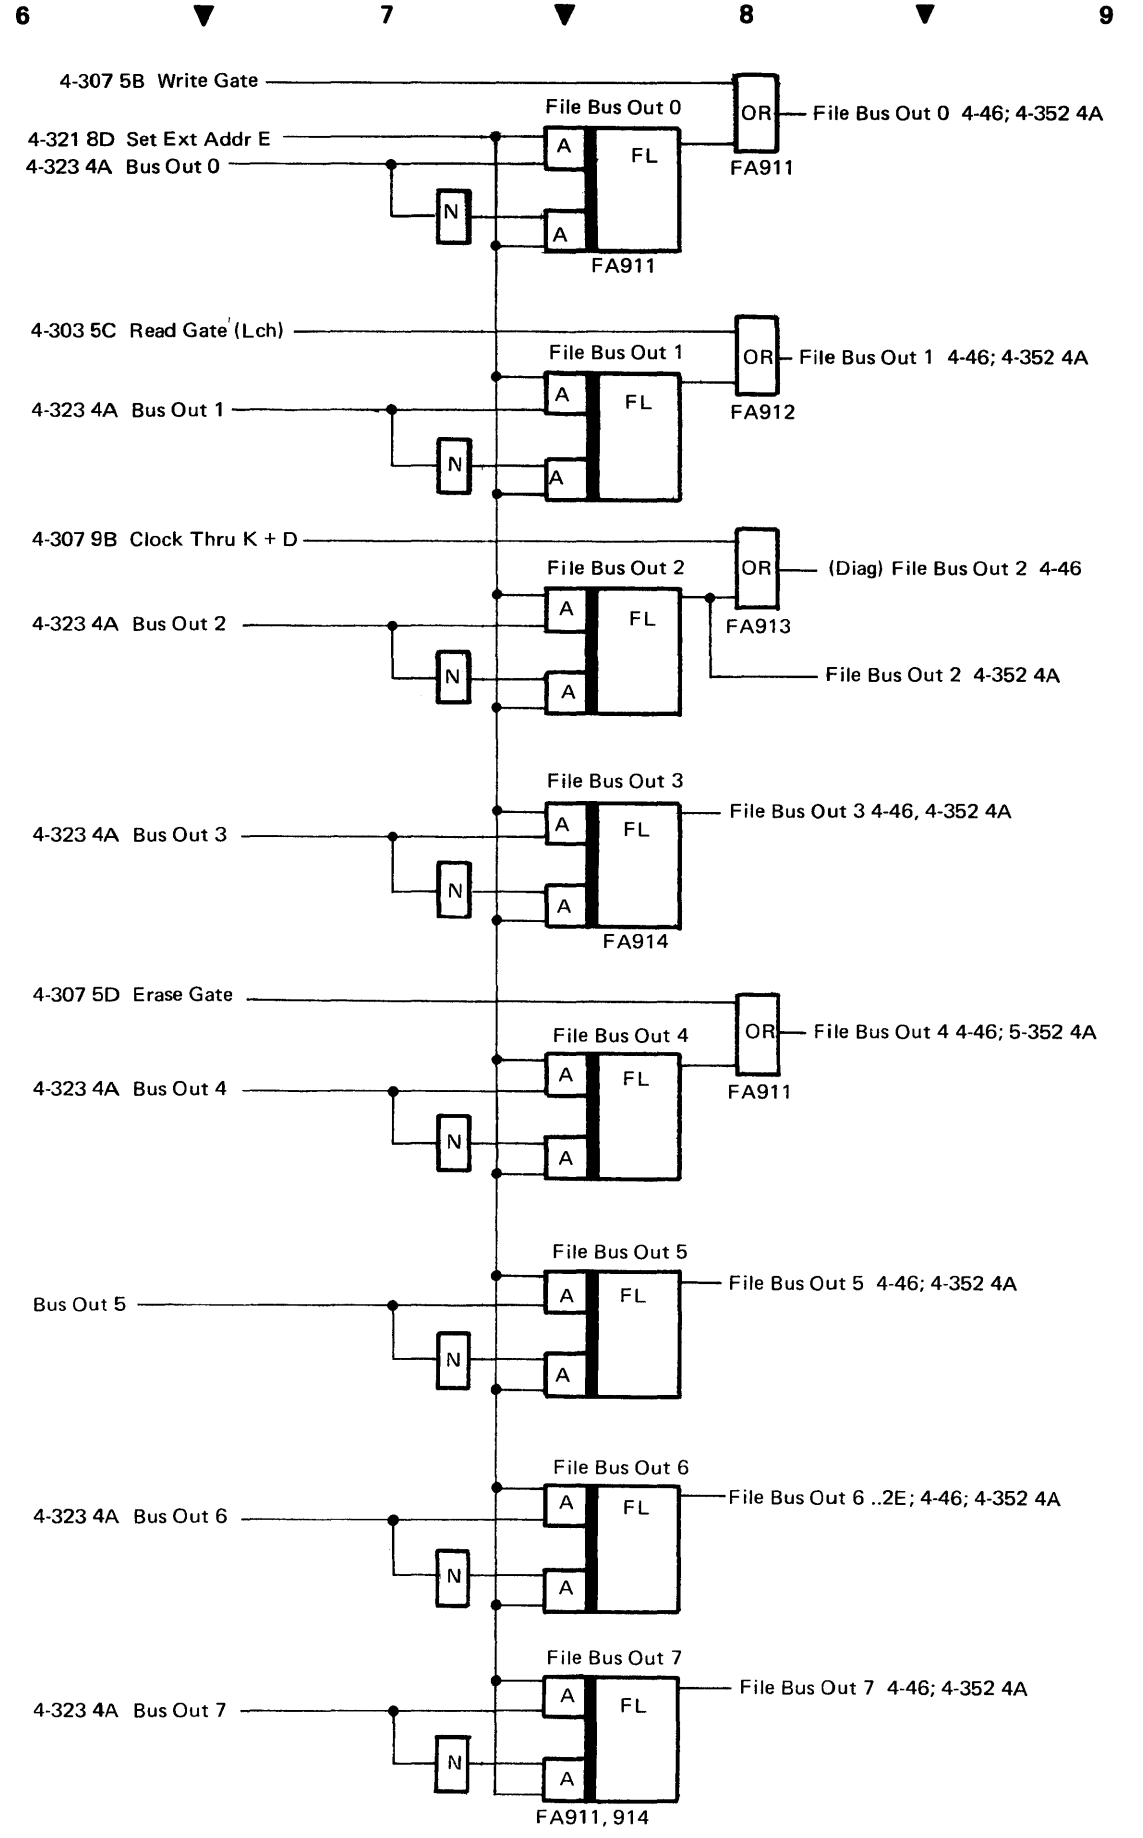 6 7 8 9
4-307 5B Write Gate
File Bus Out 0
OR
File Bus Out 0 4-46; 4-352 4A
4-321 8D Set Ext Addr E
A
FL
4-323 4A Bus Out 0
FA911
N
A
FA911
4-303 5C Read Gate' (Lch)
File Bus Out 1
OR
File Bus Out 1 4-46; 4-352 4A
A
FL
4-323 4A Bus Out 1
FA912
N
A
4-307 9B Clock Thru K + D
File Bus Out 2
OR
(Diag) File Bus Out 2 4-46
A
FL
4-323 4A Bus Out 2
FA913
N
A
File Bus Out 2 4-352 4A
File Bus Out 3
File Bus Out 3 4-46, 4-352 4A
A
FL
4-323 4A Bus Out 3
N
A
FA914
4-307 5D Erase Gate
File Bus Out 4
OR
File Bus Out 4 4-46; 5-352 4A
A
FL
4-323 4A Bus Out 4
FA911
N
A
File Bus Out 5
File Bus Out 5 4-46; 4-352 4A
A
FL
Bus Out 5
N
A
File Bus Out 6
File Bus Out 6 ..2E; 4-46; 4-352 4A
A
FL
4-323 4A Bus Out 6
N
A
File Bus Out 7
File Bus Out 7 4-46; 4-352 4A
A
FL
4-323 4A Bus Out 7
N
A
FA911, 914